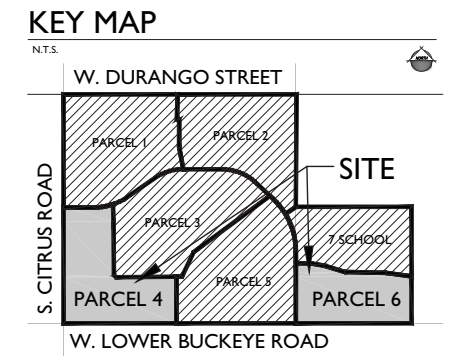 KEY MAP
N.T.S.
W. DURANGO STREET
PARCEL 1
PARCEL 2
SITE
S. CITRUS ROAD
PARCEL 3
7 SCHOOL
PARCEL 5
PARCEL 4
PARCEL 6
W. LOWER BUCKEYE ROAD